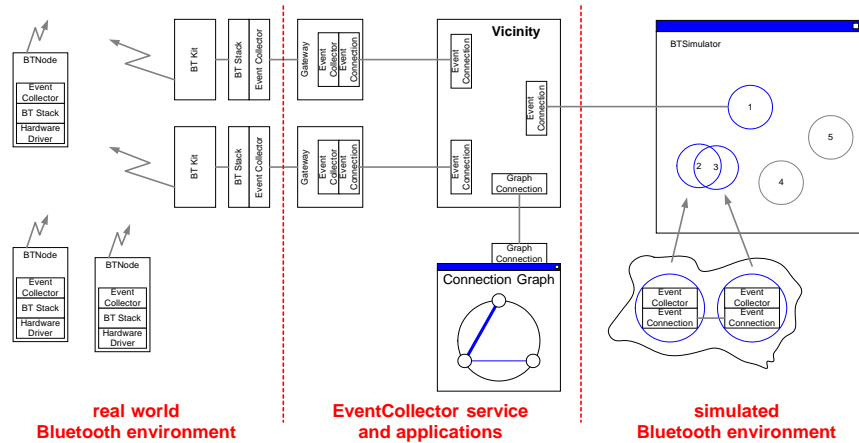 BTNode
Event
Collector
BT Stack
Hardware
Driver
BT Kit
BT Stack
Event Collector
Gateway
Event
Collector
Event
Connection
BT Kit
BT Stack
Event Collector
Gateway
Event
Collector
Event
Connection
BTNode
Event
Collector
BT Stack
Hardware
Driver
BTNode
Event
Collector
BT Stack
Hardware
Driver
Vicinity
Event
Connection
Event
Connection
Event
Connection
Graph
Connection
Graph
Connection
Connection Graph
BTSimulator
1
5
2
3
4
Event
Collector
Event
Connection
Event
Collector
Event
Connection
real world
Bluetooth environment
EventCollector service
and applications
simulated
Bluetooth environment